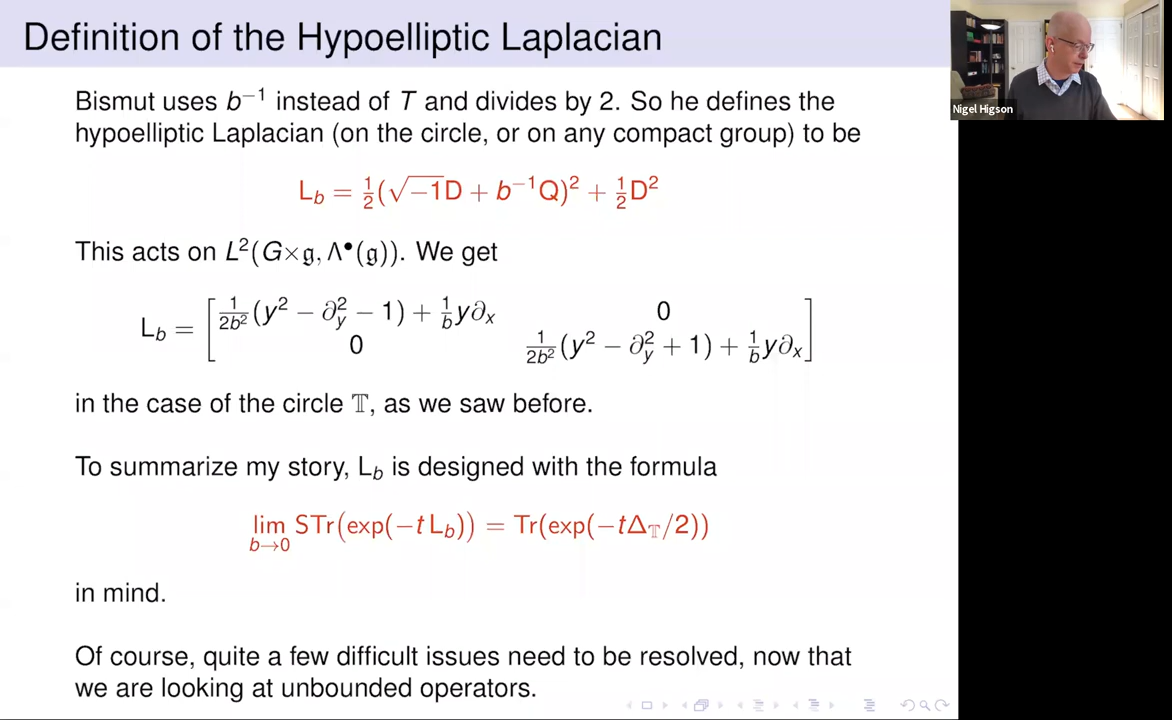 Definition of the Hypoelliptic Laplacian
Nigel Higson
Bismut uses b⁻¹ instead of T and divides by 2. So he defines the
hypoelliptic Laplacian (on the circle, or on any compact group) to be
L_b = ½(√−1D + b⁻¹Q)² + ½D²
This acts on L²(G×𝔤, Λ•(𝔤)). We get
L_b = [ 1/2b² (y² − ∂_y² − 1) + 1/b y∂_x    0
0    1/2b² (y² − ∂_y² + 1) + 1/b y∂_x ]
in the case of the circle 𝕋, as we saw before.
To summarize my story, L_b is designed with the formula
lim_{b→0} STr(exp(−t L_b)) = Tr(exp(−tΔ_𝕋/2))
in mind.
Of course, quite a few difficult issues need to be resolved, now that
we are looking at unbounded operators.